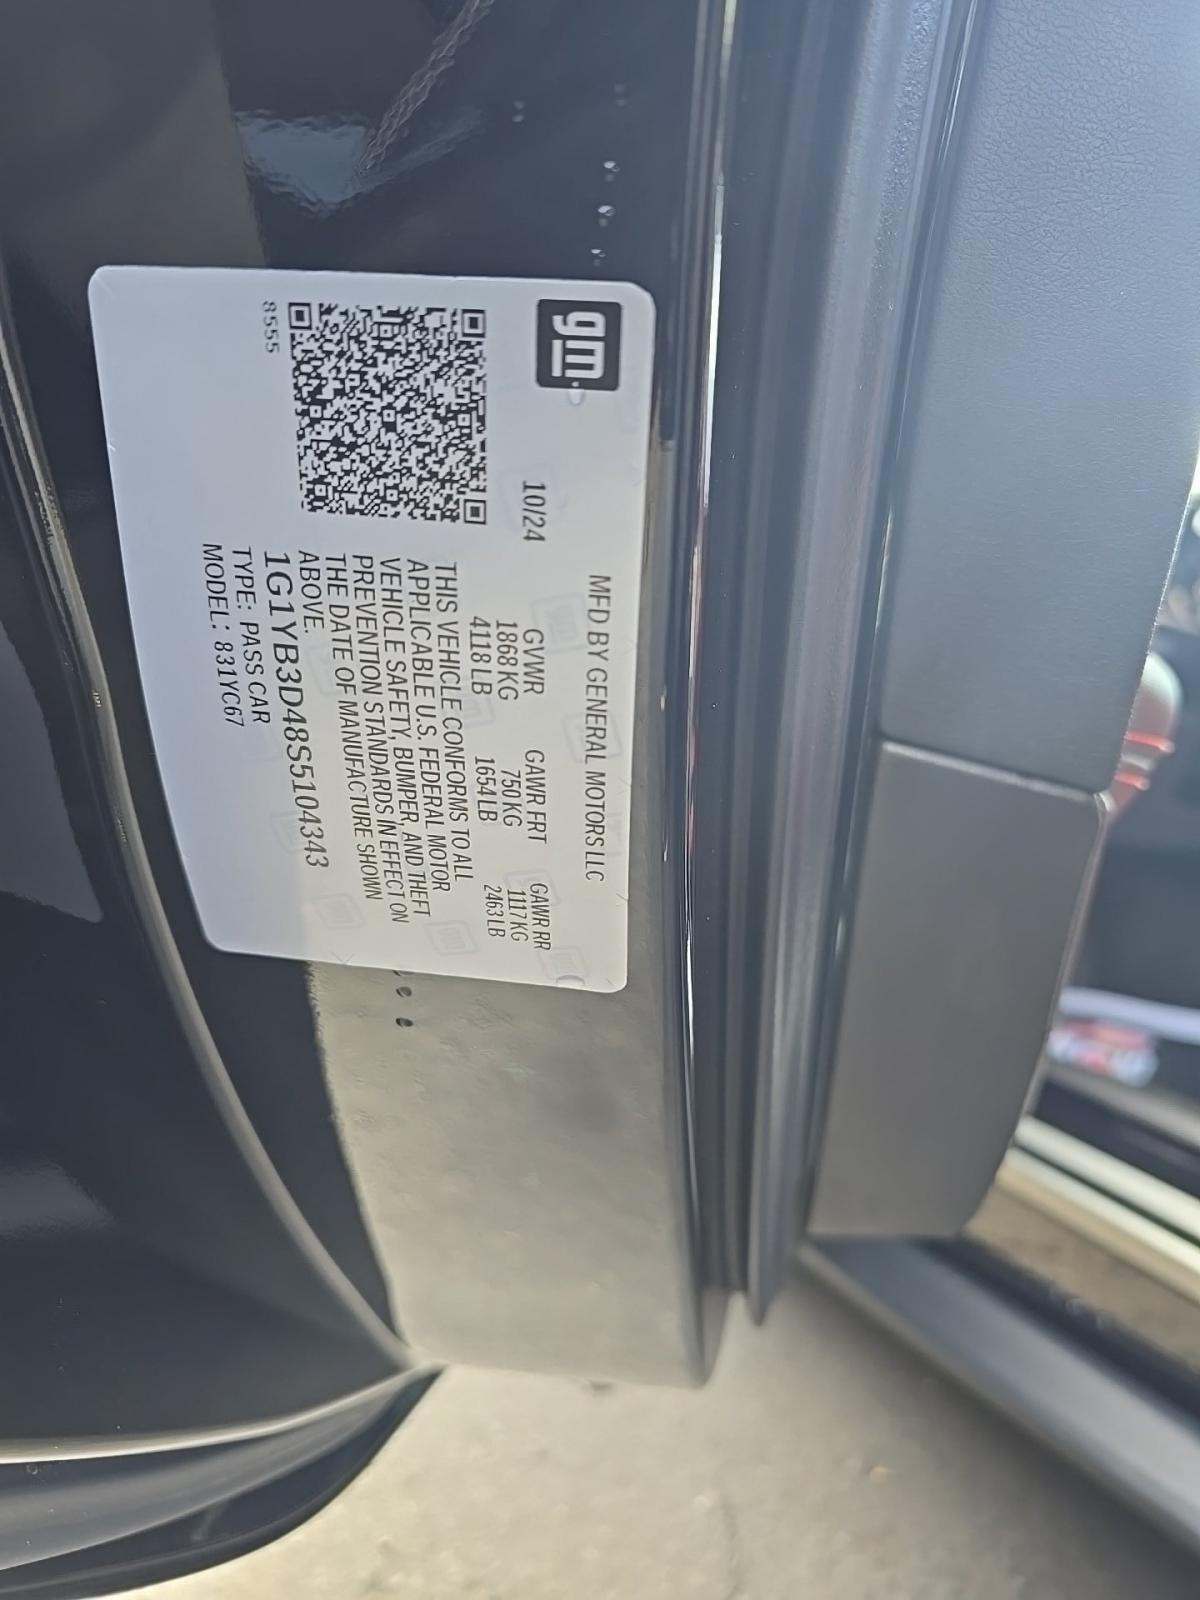 gm
MFD BY GENERAL MOTORS LLC
10/24
GVWR GAWR FRT GAWR RR
1868 KG 750 KG 1117 KG
4118 LB 1654 LB 2463 LB
THIS VEHICLE CONFORMS TO ALL
APPLICABLE U.S. FEDERAL MOTOR
VEHICLE SAFETY, BUMPER, AND THEFT
PREVENTION STANDARDS IN EFFECT ON
THE DATE OF MANUFACTURE SHOWN
ABOVE.
1G1YB3D48S5104343
TYPE: PASS CAR
MODEL: 831YC67
8555